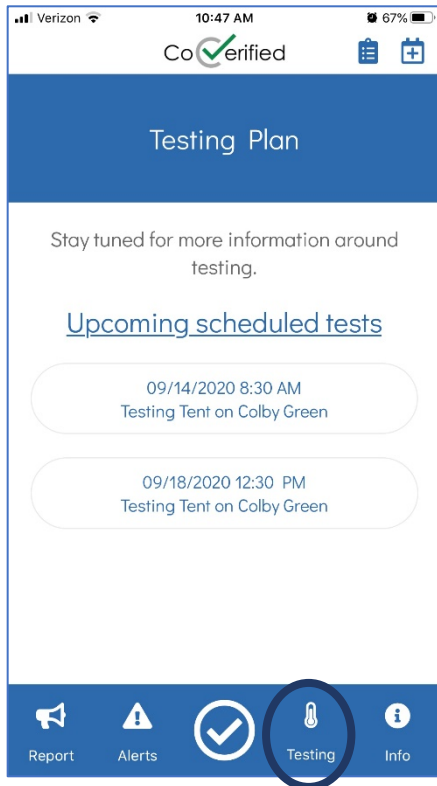 Verizon 10:47 AM 67%
CoVerified
Testing Plan
Stay tuned for more information around
testing.
Upcoming scheduled tests
09/14/2020 8:30 AM
Testing Tent on Colby Green
09/18/2020 12:30 PM
Testing Tent on Colby Green
Report Alerts Testing Info